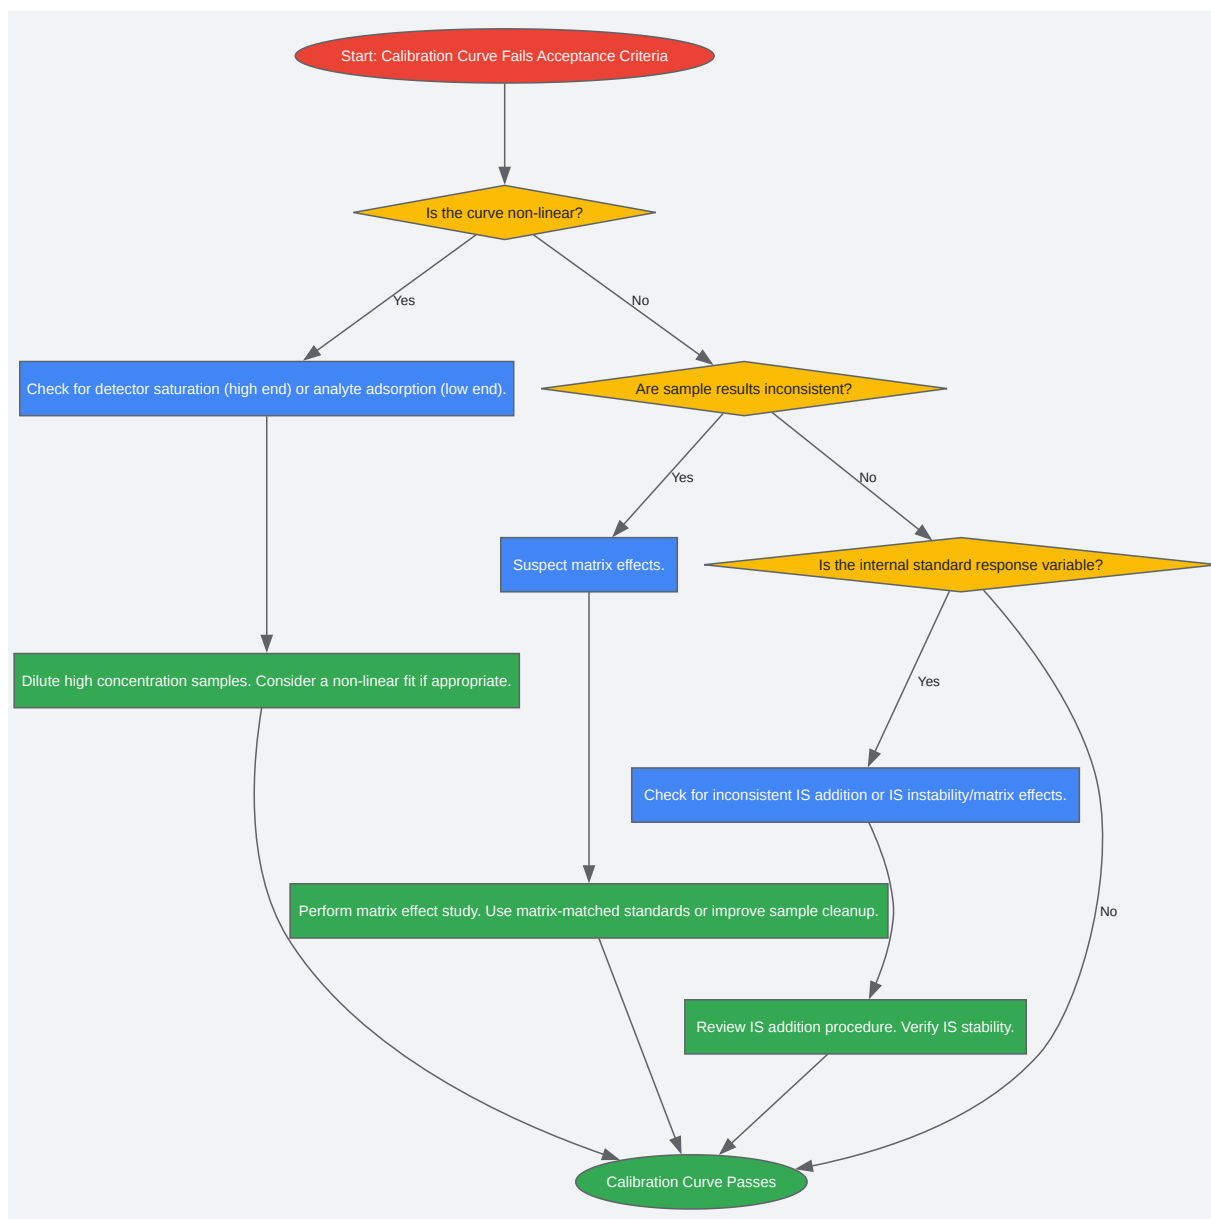 Start: Calibration Curve Fails Acceptance Criteria
Is the curve non-linear?
Yes
No
Check for detector saturation (high end) or analyte adsorption (low end).
Are sample results inconsistent?
Yes
No
Suspect matrix effects.
Is the internal standard response variable?
Dilute high concentration samples. Consider a non-linear fit if appropriate.
Yes
Check for inconsistent IS addition or IS instability/matrix effects.
Perform matrix effect study. Use matrix-matched standards or improve sample cleanup.
No
Review IS addition procedure. Verify IS stability.
Calibration Curve Passes